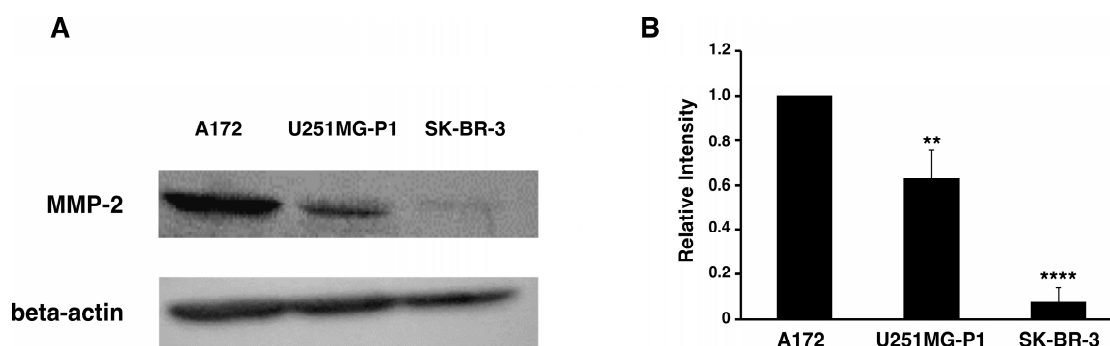 A
A172 U251MG-P1 SK-BR-3
MMP-2
beta-actin
B
Relative Intensity
1.2
1.0
0.8
0.6
0.4
0.2
0
**
****
A172 U251MG-P1 SK-BR-3